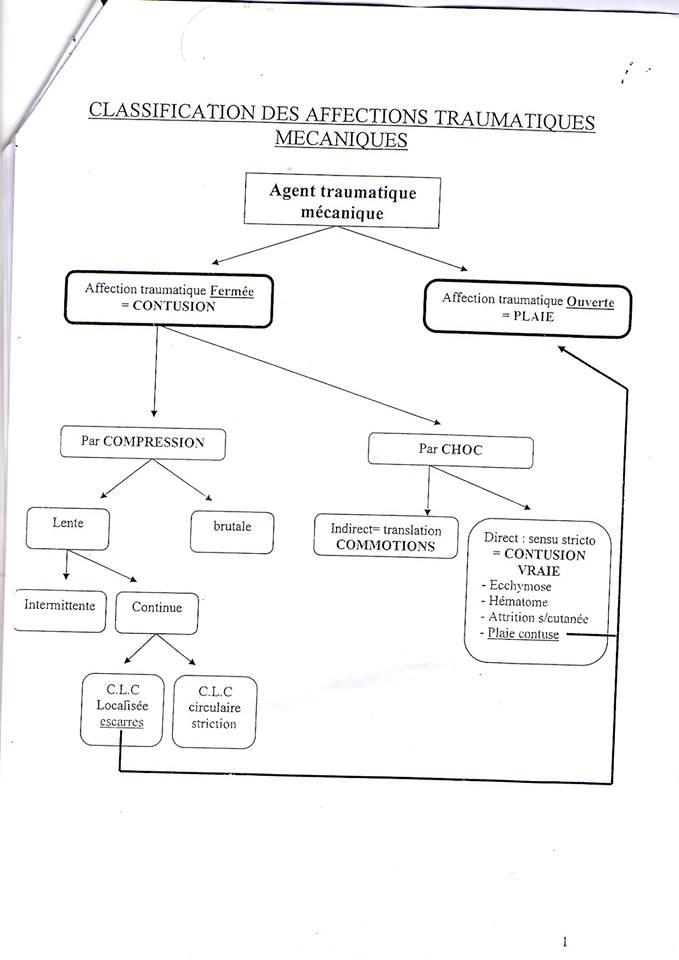 CLASSIFICATION DES AFFECTIONS TRAUMATIQUES
MECANIQUES
Agent traumatique
mécanique
Affection traumatique Fermée
= CONTUSION
Affection traumatique Ouverte
= PLAIE
Par COMPRESSION
Par CHOC
Lente
brutale
Indirect= translation
COMMOTIONS
Direct : sensu stricto
= CONTUSION
VRAIE
- Ecchymose
- Hématome
- Attrition s/cutanée
- Plaie contuse
Intermittente
Continue
C.L.C
Localisée
escarres
C.L.C
circulaire
striction
1